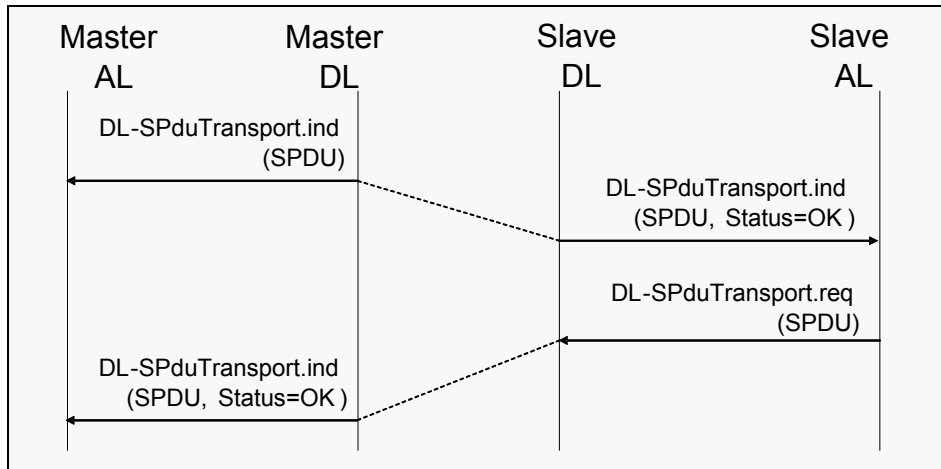 Master
AL
Master
DL
Slave
DL
Slave
AL
DL-SPduTransport.ind
(SPDU)
DL-SPduTransport.ind
(SPDU, Status=OK )
DL-SPduTransport.req
(SPDU)
DL-SPduTransport.ind
(SPDU, Status=OK )